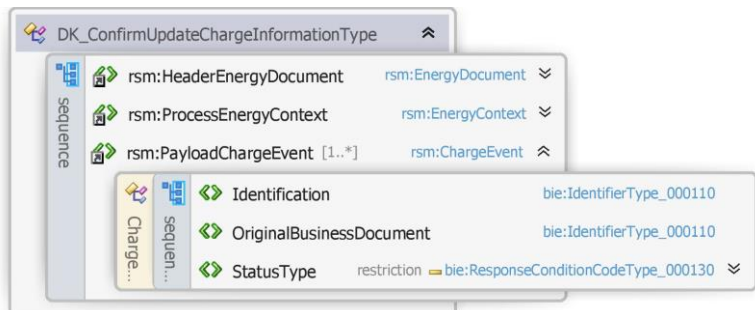 DK_ConfirmUpdateChargeInformationType
sequence
rsm:HeaderEnergyDocument rsm:EnergyDocument
rsm:ProcessEnergyContext rsm:EnergyContext
rsm:PayloadChargeEvent [1..*] rsm:ChargeEvent
Charge...
sequen...
Identification bie:IdentifierType_000110
OriginalBusinessDocument bie:IdentifierType_000110
StatusType restriction bie:ResponseConditionCodeType_000130